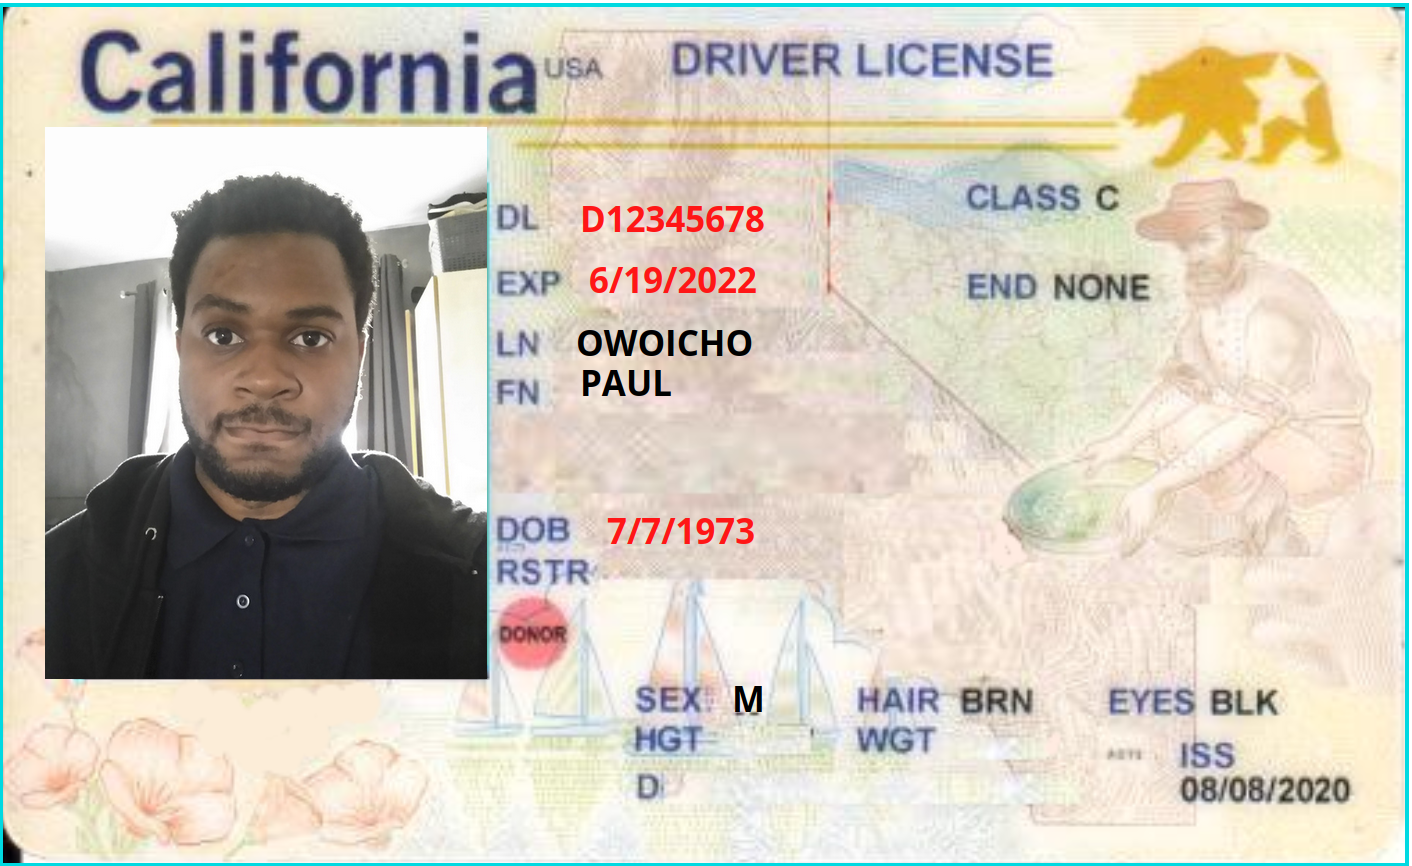 California USA DRIVER LICENSE
DL D12345678
CLASS C
EXP 6/19/2022
END NONE
LN OWOICHO
FN PAUL
DOB 7/7/1973
RSTR
DONOR
SEX M HAIR BRN EYES BLK
HGT WGT
ISS
D 08/08/2020